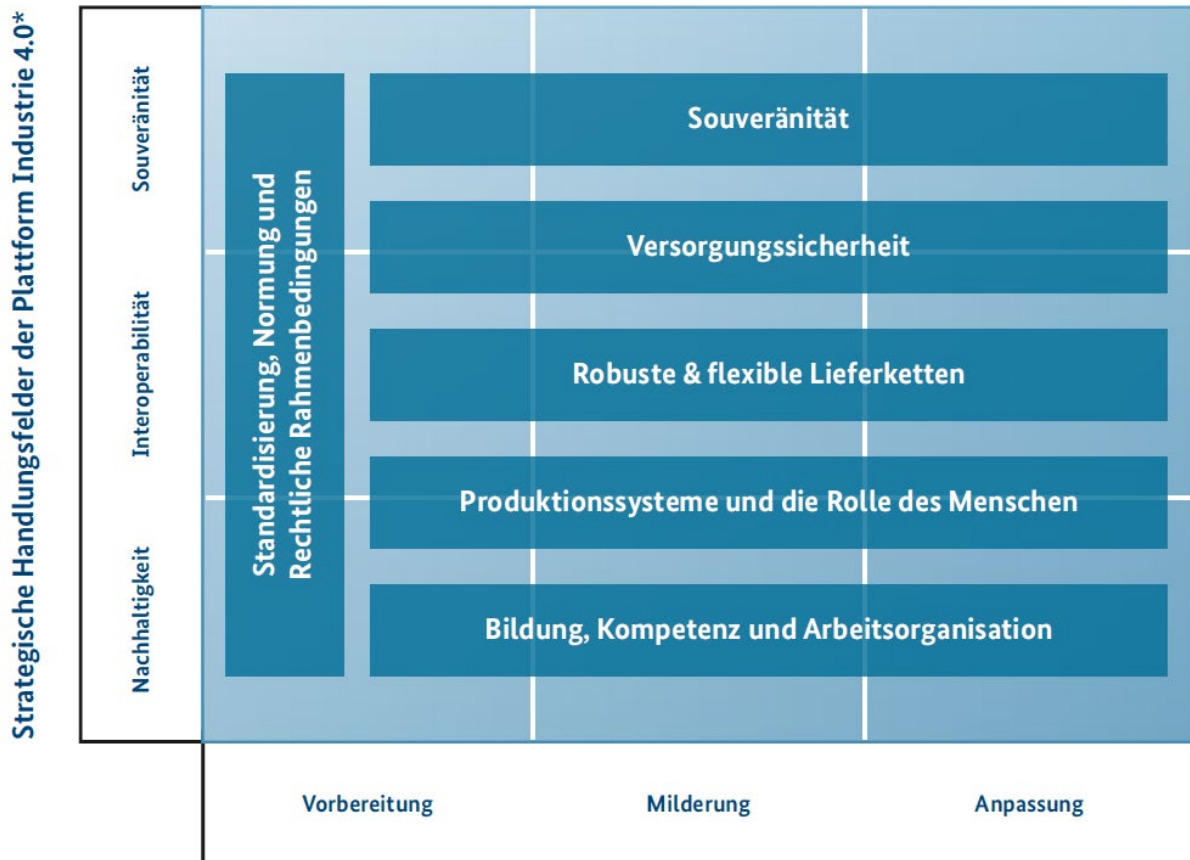 Strategische Handlungsfelder der Plattform Industrie 4.0*
Souveränität
Interoperabilität
Nachhaltigkeit
Standardisierung, Normung und
Rechtliche Rahmenbedingungen
Souveränität
Versorgungssicherheit
Robuste & flexible Lieferketten
Produktionssysteme und die Rolle des Menschen
Bildung, Kompetenz und Arbeitsorganisation
Vorbereitung
Milderung
Anpassung